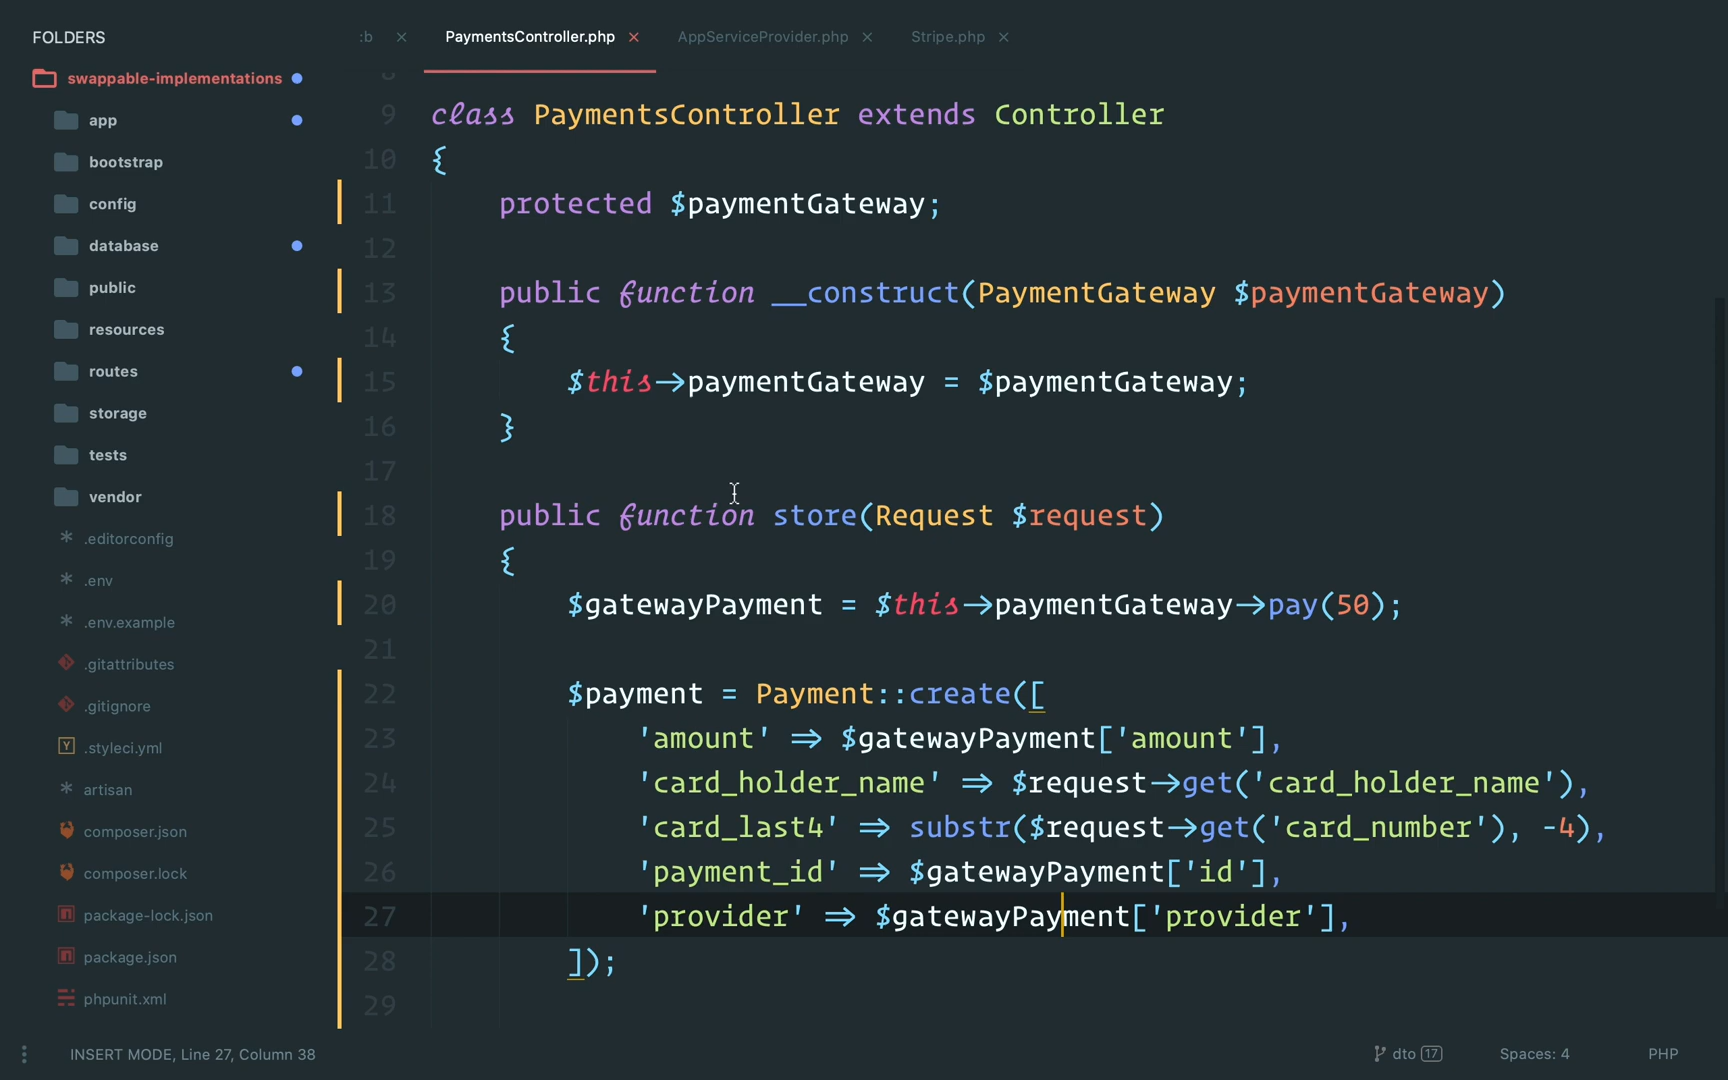 FOLDERS
swappable-implementations
app
bootstrap
config
database
public
resources
routes
storage
tests
vendor
.editorconfig
.env
.env.example
.gitattributes
.gitignore
.styleci.yml
artisan
composer.json
composer.lock
package-lock.json
package.json
phpunit.xml
:b × PaymentsController.php × AppServiceProvider.php × Stripe.php ×
8
9 class PaymentsController extends Controller
10 {
11 protected $paymentGateway;
12
13 public function __construct(PaymentGateway $paymentGateway)
14 {
15 $this->paymentGateway = $paymentGateway;
16 }
17
18 public function store(Request $request)
19 {
20 $gatewayPayment = $this->paymentGateway->pay(50);
21
22 $payment = Payment::create([
23 'amount' => $gatewayPayment['amount'],
24 'card_holder_name' => $request->get('card_holder_name'),
25 'card_last4' => substr($request->get('card_number'), -4),
26 'payment_id' => $gatewayPayment['id'],
27 'provider' => $gatewayPayment['provider'],
28 ]);
29
INSERT MODE, Line 27, Column 38
dto 17
Spaces: 4
PHP